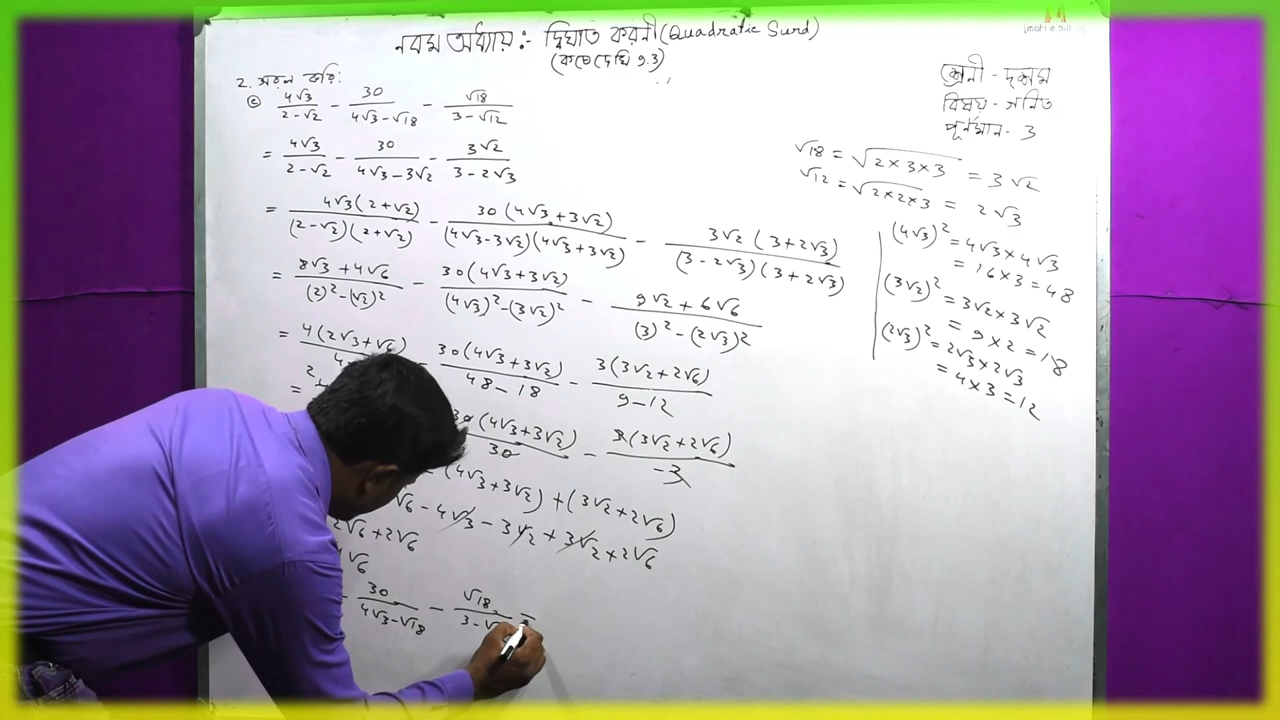 নবম অধ্যায়:- দ্বিঘাত করনী (Quadratic Surd)
(কষে দেখি 9.3)
শ্রেনী - দশম
বিষয় - গনিত
পূর্নমান - 3
2. সরল করি:
ⓒ 4√3/(2-√2) - 30/(4√3-√18) - √18/(3-√12)
= 4√3/(2-√2) - 30/(4√3-3√2) - 3√2/(3-2√3)
= 4√3(2+√2)/(2-√2)(2+√2) - 30(4√3+3√2)/(4√3-3√2)(4√3+3√2) - 3√2(3+2√3)/(3-2√3)(3+2√3)
= (8√3+4√6)/((2)²-(√2)²) - 30(4√3+3√2)/((4√3)²-(3√2)²) - (9√2+6√6)/((3)²-(2√3)²)
= 4(2√3+√6)/4 - 30(4√3+3√2)/(48-18) - 3(3√2+2√6)/(9-12)
= 30(4√3+3√2)/30 - 3(3√2+2√6)/-3
(4√3+3√2) + (3√2+2√6)
√6 - 4√3 - 3√2 + 3√2 + 2√6
2√6 + 2√6
√6
- 30/(4√3-√18) - √18/(3-√ =
√18 = √(2×3×3) = 3√2
√12 = √(2×2×3) = 2√3
(4√3)² = 4√3×4√3
= 16×3 = 48
(3√2)² = 3√2×3√2
= 9×2 = 18
(2√3)² = 2√3×2√3
= 4×3 = 12